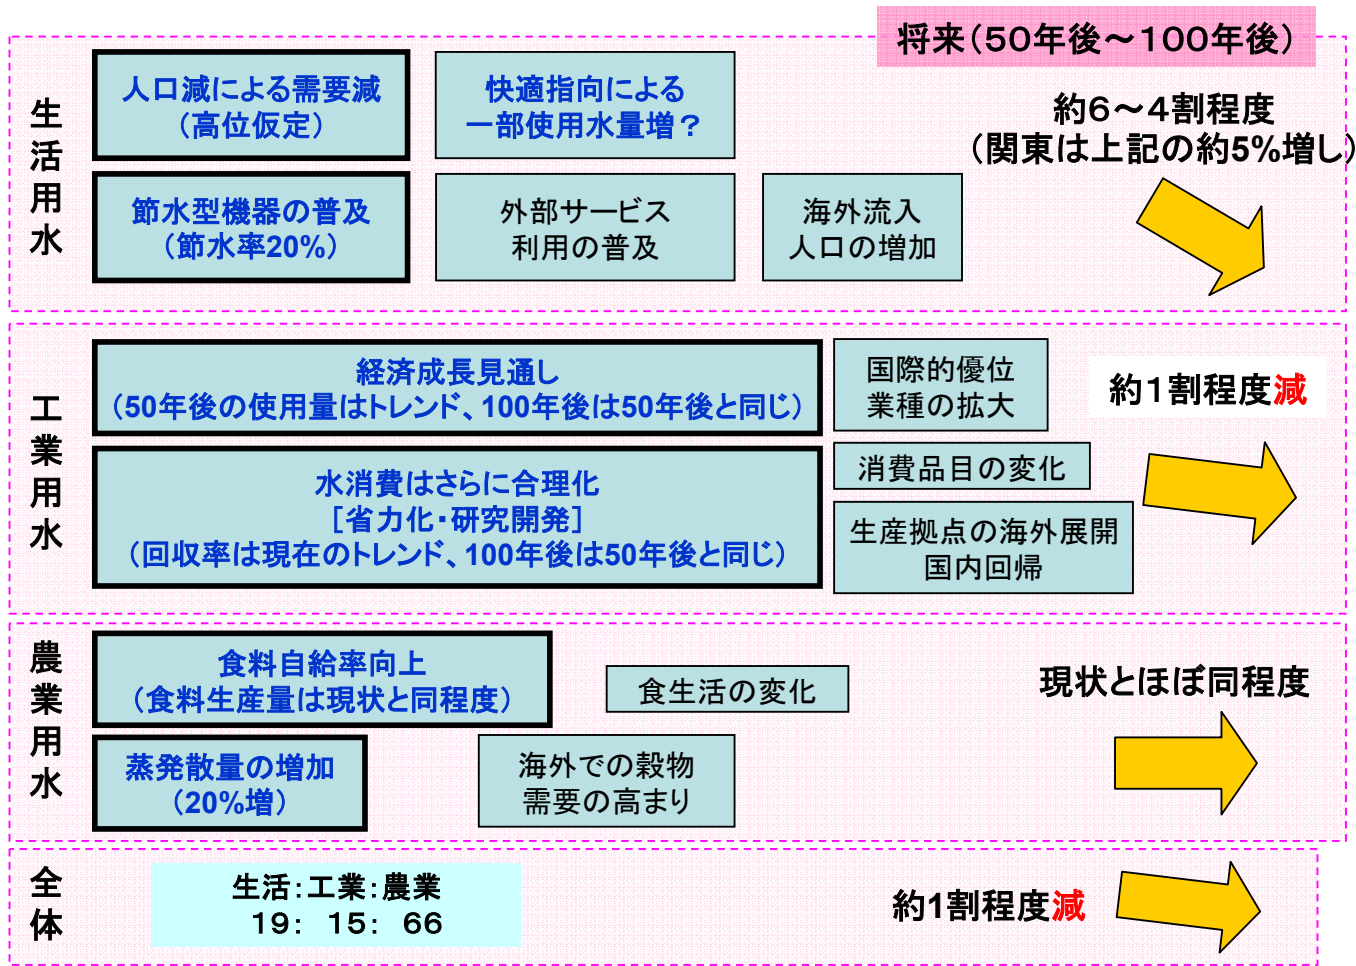 将来(50年後～100年後)
生活用水
人口減による需要減
(高位仮定)
快適指向による
一部使用水量増？
約6～4割程度
(関東は上記の約5%増し)
節水型機器の普及
(節水率20%)
外部サービス
利用の普及
海外流入
人口の増加
工業用水
経済成長見通し
(50年後の使用量はトレンド、100年後は50年後と同じ)
国際的優位
業種の拡大
約1割程度減
水消費はさらに合理化
[省力化・研究開発]
(回収率は現在のトレンド、100年後は50年後と同じ)
消費品目の変化
生産拠点の海外展開
国内回帰
農業用水
食料自給率向上
(食料生産量は現状と同程度)
食生活の変化
現状とほぼ同程度
蒸発散量の増加
(20%増)
海外での穀物
需要の高まり
全体
生活：工業：農業
19： 15： 66
約1割程度減